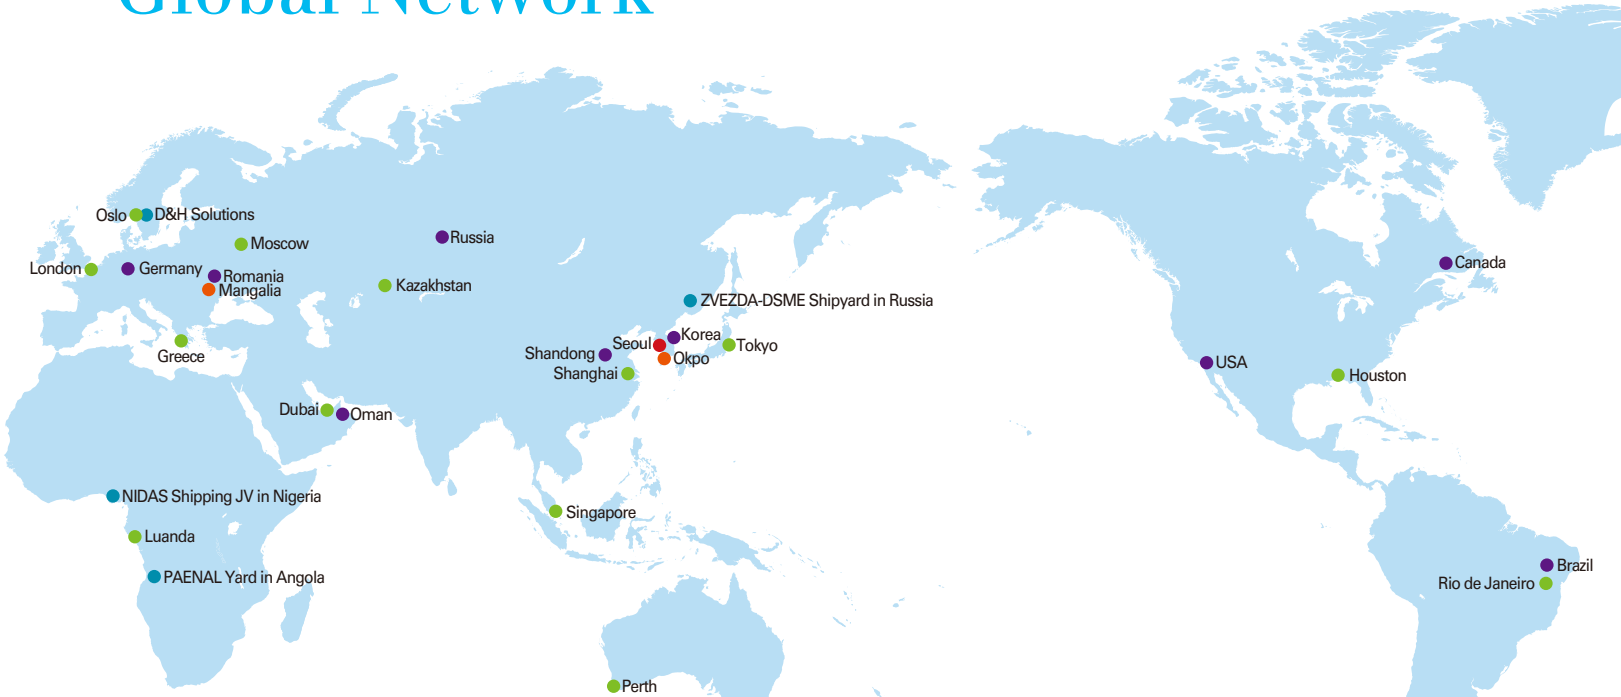 Global Network
Oslo
D&H Solutions
Moscow
Russia
London
Germany
Romania
Mangalia
Kazakhstan
Canada
ZVEZDA-DSME Shipyard in Russia
Greece
Seoul
Korea
Shandong
Okpo
Tokyo
Shanghai
USA
Houston
Dubai
Oman
NIDAS Shipping JV in Nigeria
Singapore
Luanda
PAENAL Yard in Angola
Brazil
Rio de Janeiro
Perth